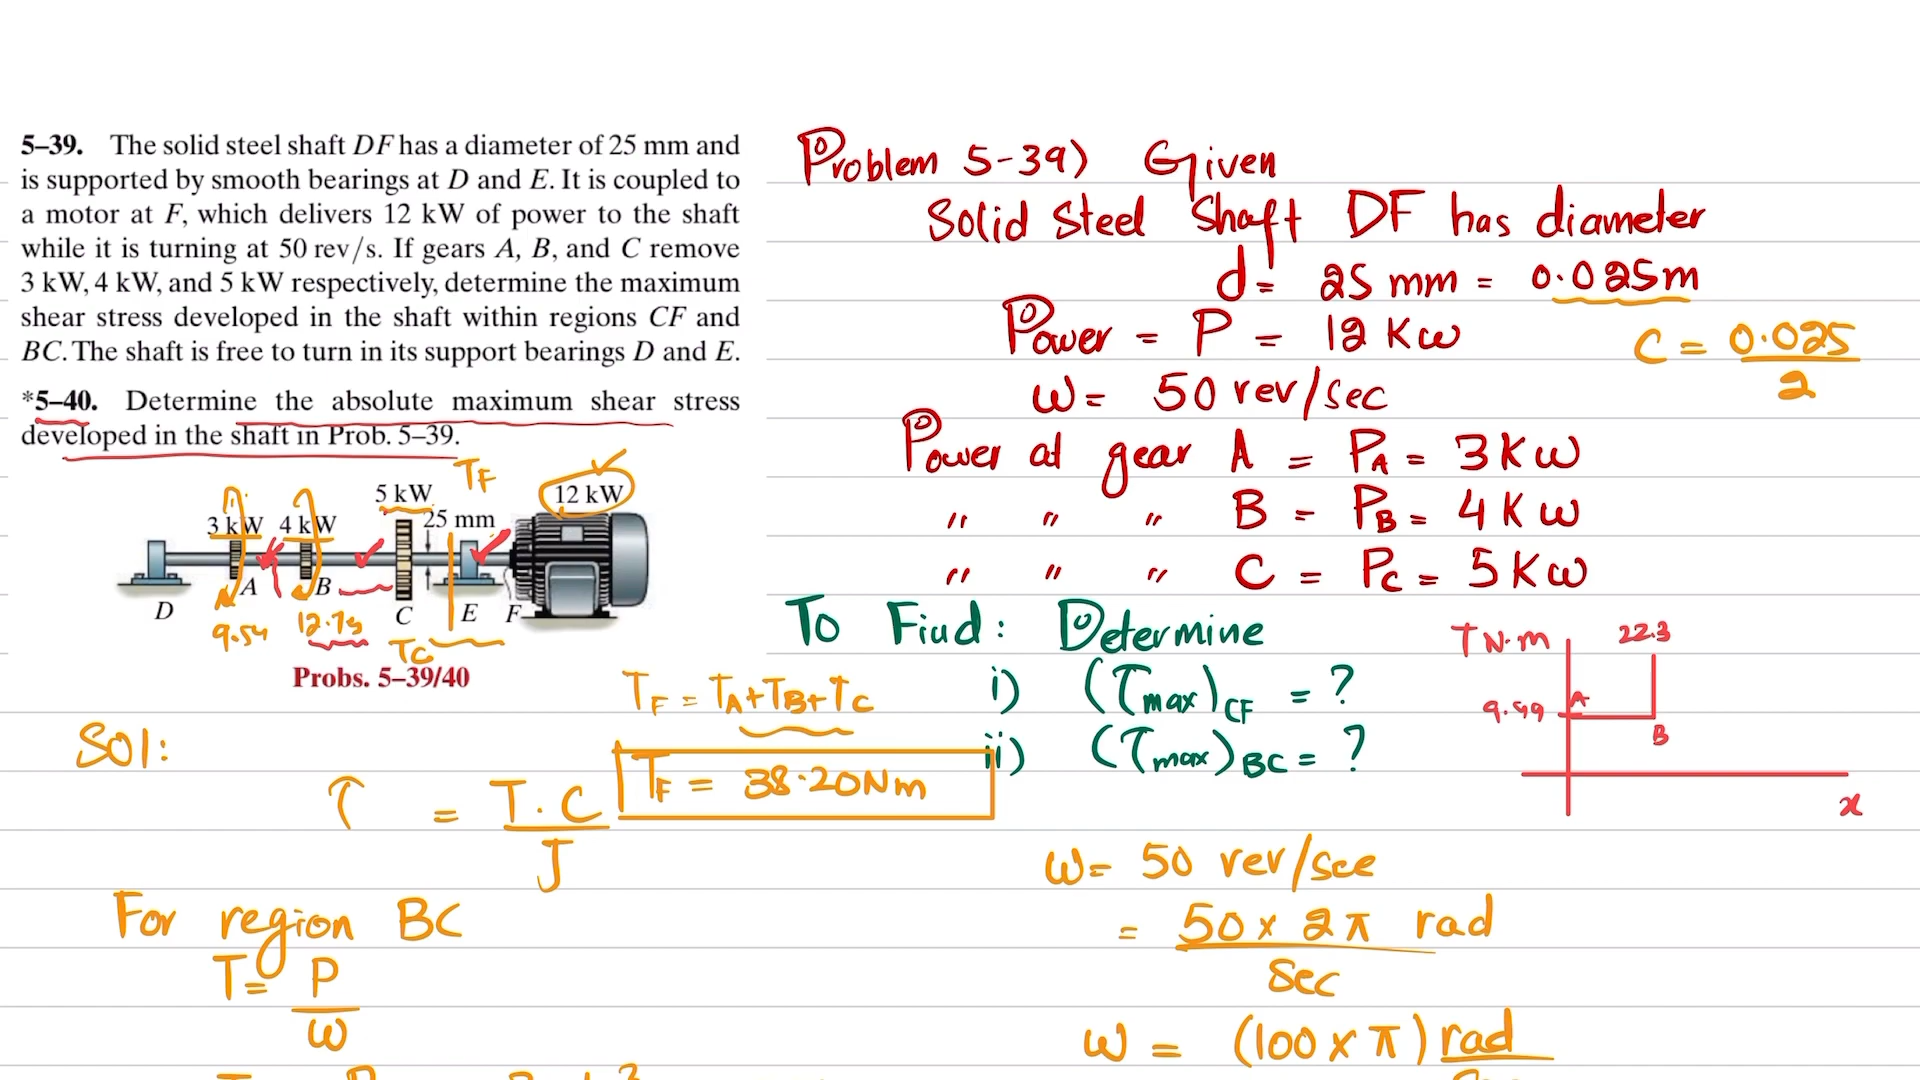 5–39. The solid steel shaft DF has a diameter of 25 mm and
is supported by smooth bearings at D and E. It is coupled to
a motor at F, which delivers 12 kW of power to the shaft
while it is turning at 50 rev/s. If gears A, B, and C remove
3 kW, 4 kW, and 5 kW respectively, determine the maximum
shear stress developed in the shaft within regions CF and
BC. The shaft is free to turn in its support bearings D and E.
*5–40. Determine the absolute maximum shear stress
developed in the shaft in Prob. 5–39.
TF
5 kW 12 kW
3 kW 4 kW 25 mm
A B
D C E F
9.54 12.73
TC
Probs. 5–39/40
Problem 5-39) Given
Solid Steel Shaft DF has diameter
d= 25 mm = 0.025m
Power = P = 12 Kw
C = 0.025
2
ω= 50 rev/sec
Power at gear A = PA = 3Kw
" " " B = PB = 4Kw
" " " C = PC = 5Kw
To Find: Determine
i) (τmax)CF = ?
ii) (τmax)BC = ?
T N.m 22.3
A
B
x
TF = TA+TB+TC
TF = 38.20Nm
Sol:
τ = T.C
J
For region BC
T= P
ω
ω= 50 rev/sec
= 50 x 2π rad
Sec
ω = (100 x π) rad